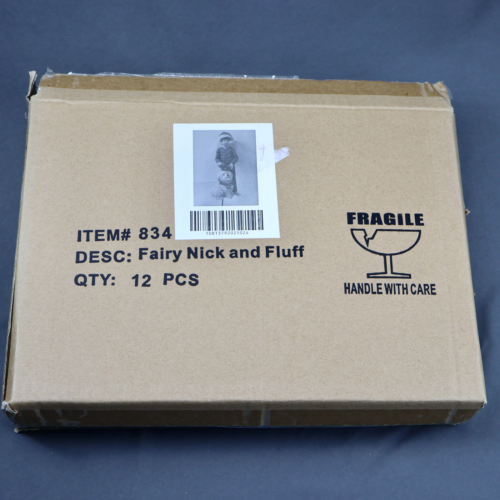 ITEM# 834
DESC: Fairy Nick and Fluff
QTY: 12 PCS
FRAGILE
HANDLE WITH CARE